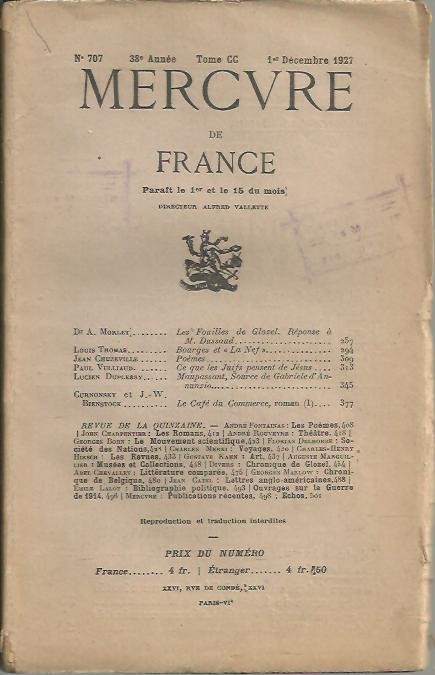 N° 707 38e Année Tome CC 1er Décembre 1927
MERCVRE
DE
FRANCE
Paraît le 1er et le 15 du mois
DIRECTEUR ALFRED VALLETTE
Dr A. MORLET......... Les Fouilles de Glozel. Réponse à
M. Dussaud............ 257
LOUIS THOMAS......... Bourges et « La Nef »............ 294
JEAN CHUZEVILLE...... Poèmes............ 309
PAUL VULLIAUD........ Ce que les Juifs pensent de Jésus.... 313
LUCIEN DUPLESSY...... Maupassant, Source de Gabriele d'An-
nunzio............ 345
CURNONSKY et J.-W.
BIENSTOCK............ Le Café du Commerce, roman (I).... 377
REVUE DE LA QUINZAINE. — ANDRÉ FONTAINAS : Les Poèmes, 408
| JOHN CHARPENTIER : Les Romans, 412 | ANDRÉ ROUVEYRE : Théâtre, 418 |
GEORGES BOHN : Le Mouvement scientifique, 423 | FLORIAN DELHORBE : So-
ciété des Nations, 428 | CHARLES MERKI : Voyages, 430 | CHARLES-HENRY
HIRSCH : Les Revues, 433 | GUSTAVE KAHN : Art, 437 | AUGUSTE MARGUIL-
LIER : Musées et Collections, 448 | DIVERS : Chronique de Glozel, 454 |
ABEL CHEVALLEY : Littérature comparée, 476 | GEORGES MARLOW : Chroni-
que de Belgique, 480 | JEAN CATEL : Lettres anglo-américaines, 488 |
ÉMILE LALOY : Bibliographie politique, 493 | Ouvrages sur la Guerre
de 1914, 496 | MERCVRE : Publications récentes, 498 ; Echos, 501
Reproduction et traduction interdites
PRIX DU NUMÉRO
France........ 4 fr. | Étranger....... 4 fr. 50
XXVI, RVE DE CONDÉ, XXVI
PARIS-VIe